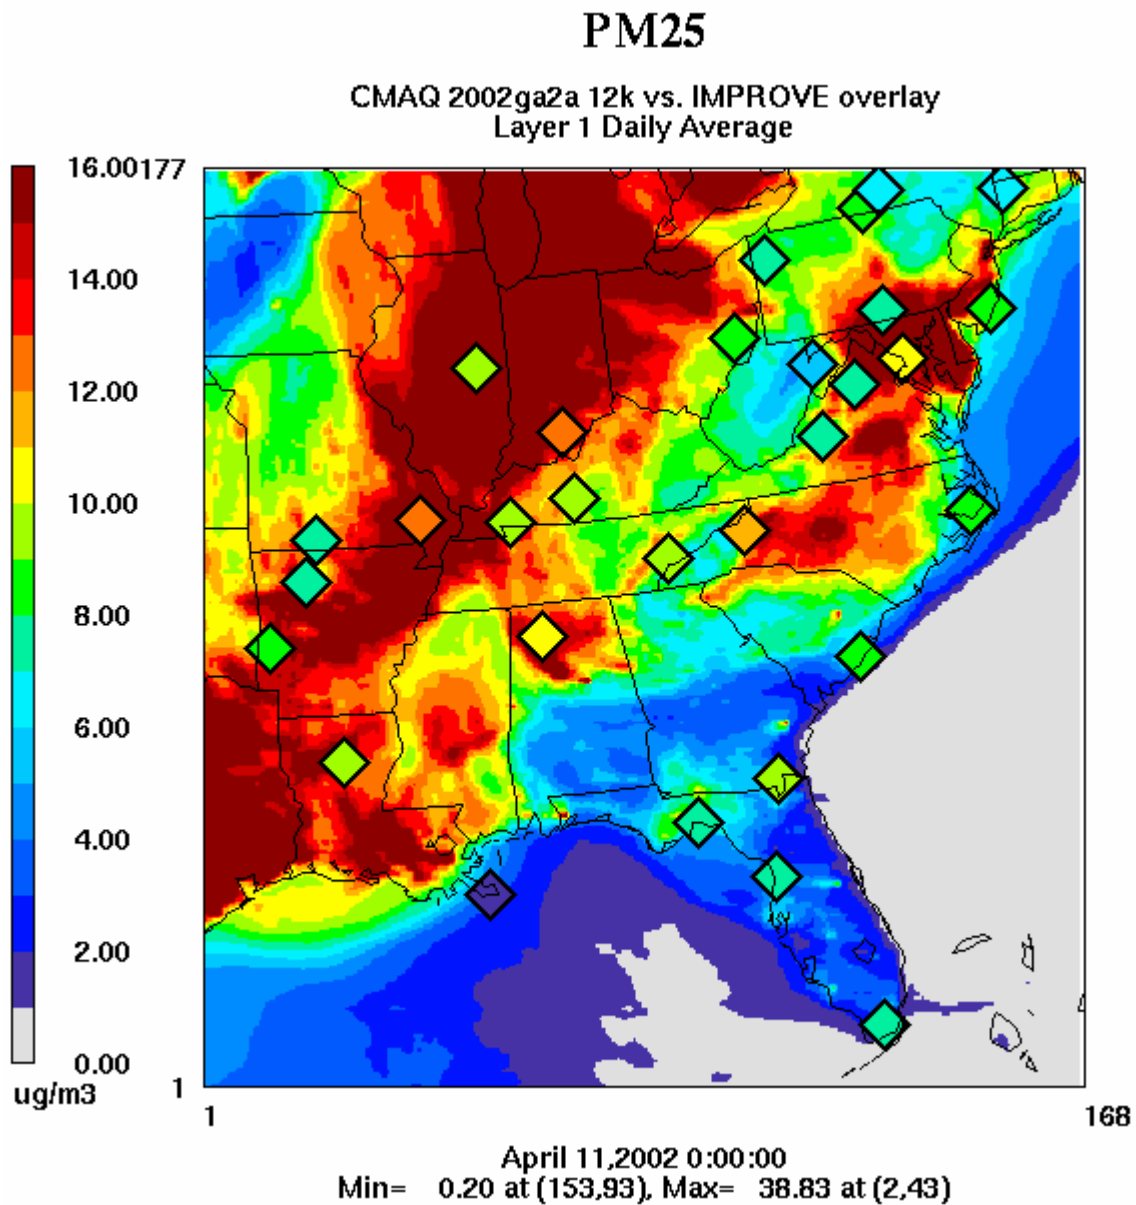 PM25
CMAQ 2002ga2a 12k vs. IMPROVE overlay
Layer 1 Daily Average
16.00
14.00
12.00
10.00
8.00
6.00
4.00
2.00
0.00
ug/m3
177
1
1
168
April 11,2002 0:00:00
Min= 0.20 at (153,93), Max= 38.83 at (2,43)